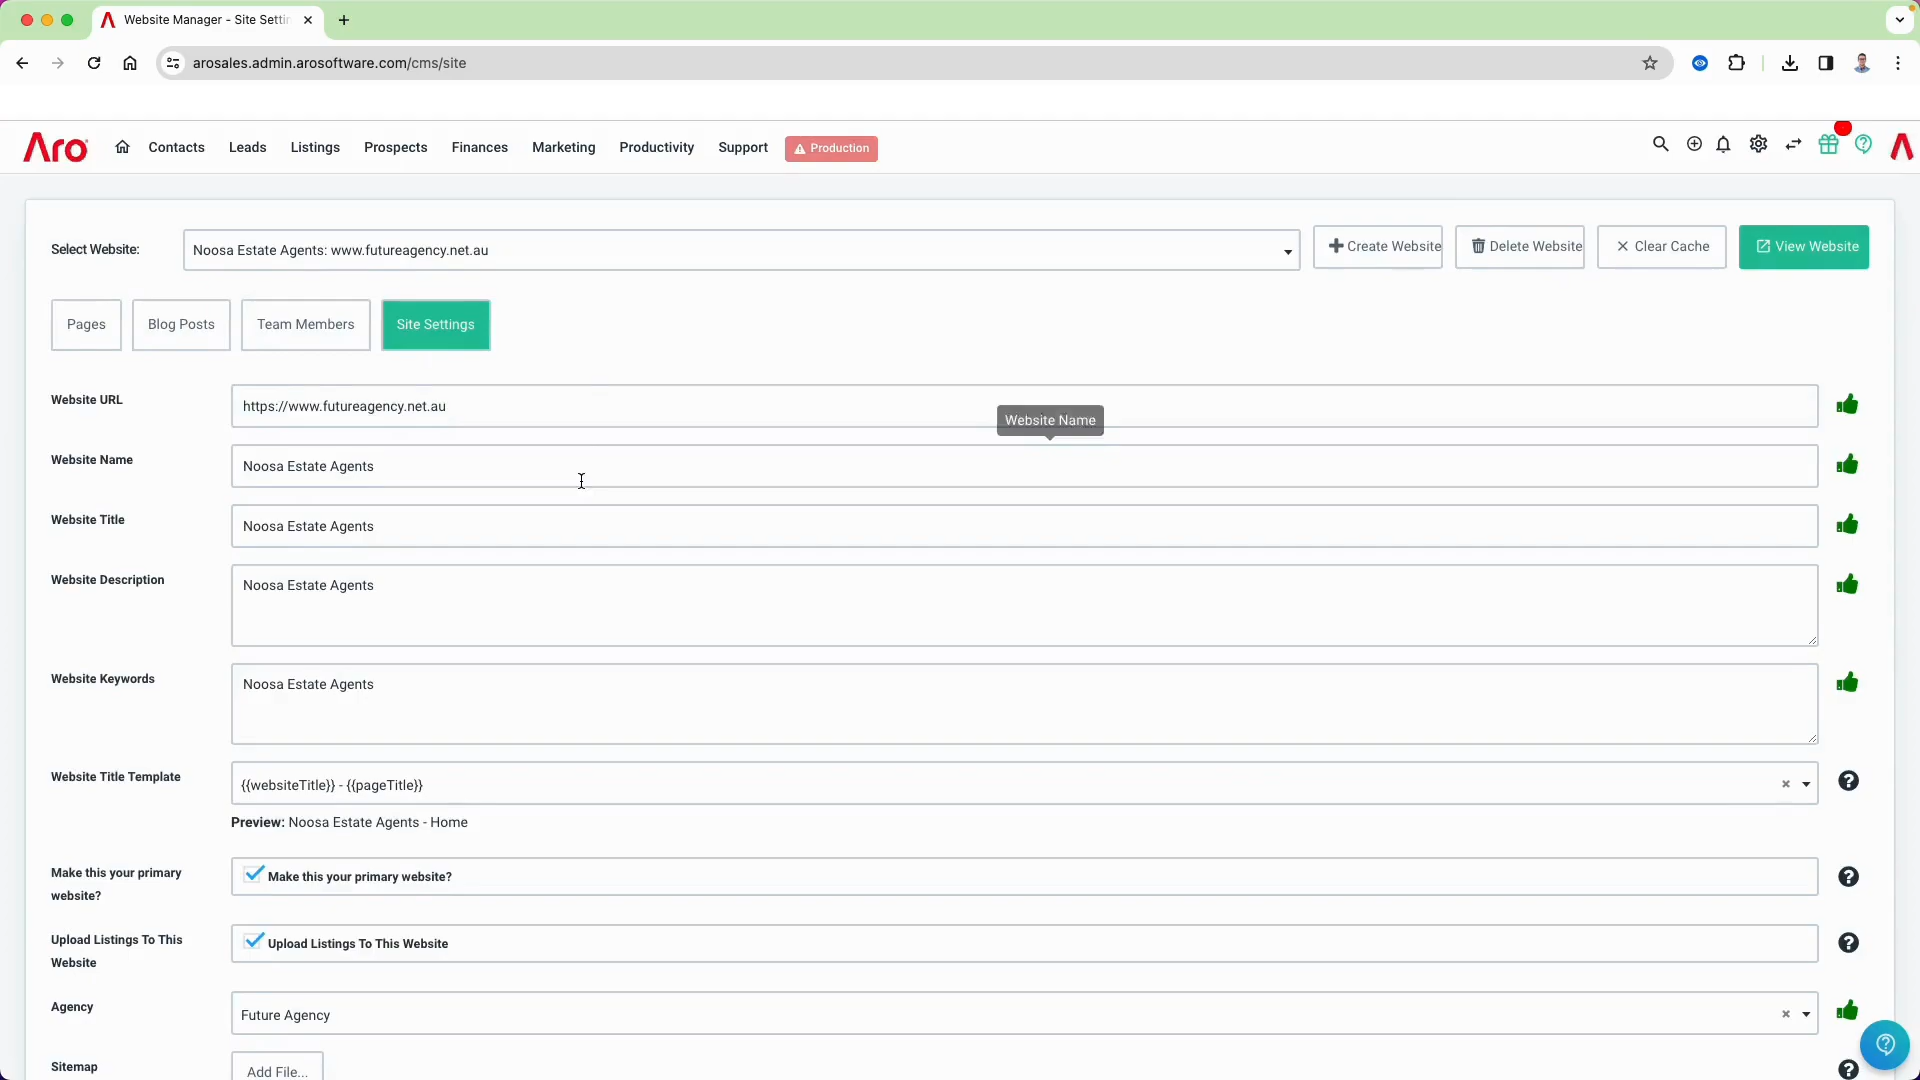 Website Manager - Site Settin
arosales.admin.arosoftware.com/cms/site
Aro
Contacts
Leads
Listings
Prospects
Finances
Marketing
Productivity
Support
Production
Select Website:
Noosa Estate Agents: www.futureagency.net.au
Create Website
Delete Website
Clear Cache
View Website
Pages
Blog Posts
Team Members
Site Settings
Website URL
https://www.futureagency.net.au
Website Name
Website Name
Noosa Estate Agents
Website Title
Noosa Estate Agents
Website Description
Noosa Estate Agents
Website Keywords
Noosa Estate Agents
Website Title Template
{{websiteTitle}} - {{pageTitle}}
Preview: Noosa Estate Agents - Home
Make this your primary
website?
Make this your primary website?
Upload Listings To This
Website
Upload Listings To This Website
Agency
Future Agency
Sitemap
Add File...